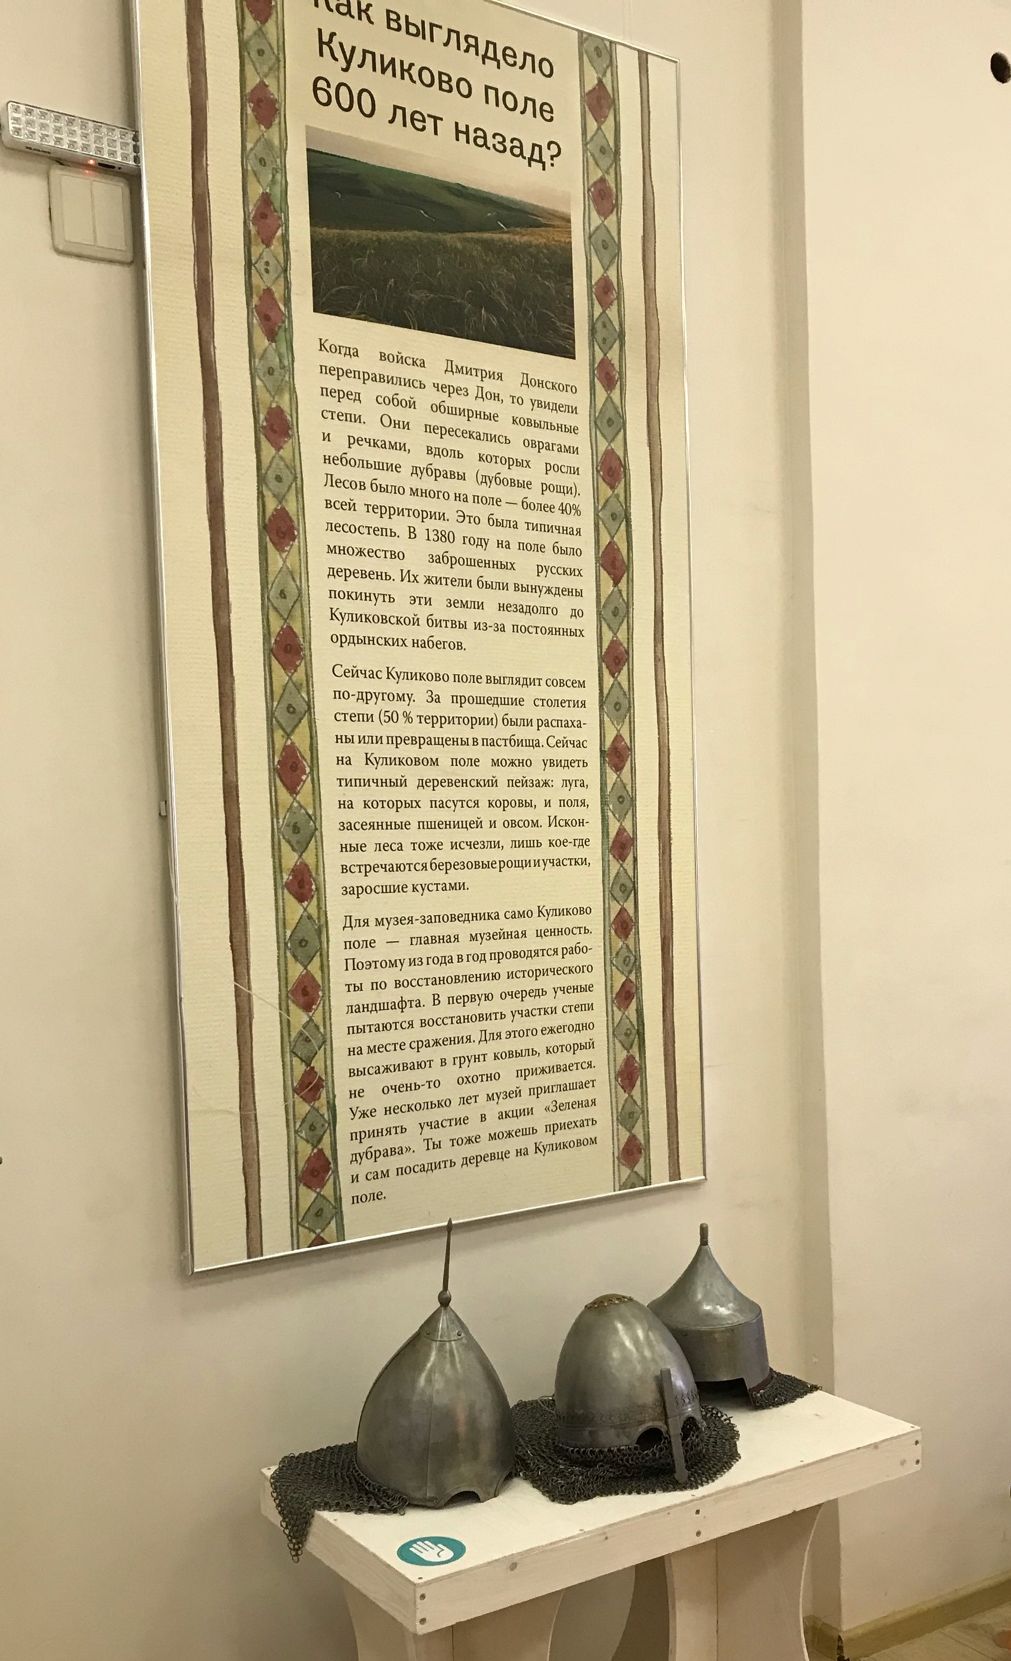 Как выглядело
Куликово поле
600 лет назад?
Когда войска Дмитрия Донского
переправились через Дон, то увидели
перед собой обширные ковыльные
степи. Они пересекались оврагами
и речками, вдоль которых росли
небольшие дубравы (дубовые рощи).
Лесов было много на поле — более 40%
всей территории. Это была типичная
лесостепь. В 1380 году на поле было
множество заброшенных русских
деревень. Их жители были вынуждены
покинуть эти земли незадолго до
Куликовской битвы из-за постоянных
ордынских набегов.
Сейчас Куликово поле выглядит совсем
по-другому. За прошедшие столетия
степи (50 % территории) были распаха-
ны или превращены в пастбища. Сейчас
на Куликовом поле можно увидеть
типичный деревенский пейзаж: луга,
на которых пасутся коровы, и поля,
засеянные пшеницей и овсом. Искон-
ные леса тоже исчезли, лишь кое-где
встречаются березовые рощи и участки,
заросшие кустами.
Для музея-заповедника само Куликово
поле — главная музейная ценность.
Поэтому из года в год проводятся рабо-
ты по восстановлению исторического
ландшафта. В первую очередь ученые
пытаются восстановить участки степи
на месте сражения. Для этого ежегодно
высаживают в грунт ковыль, который
не очень-то охотно приживается.
Уже несколько лет музей приглашает
принять участие в акции «Зеленая
дубрава». Ты тоже можешь приехать
и сам посадить деревце на Куликовом
поле.